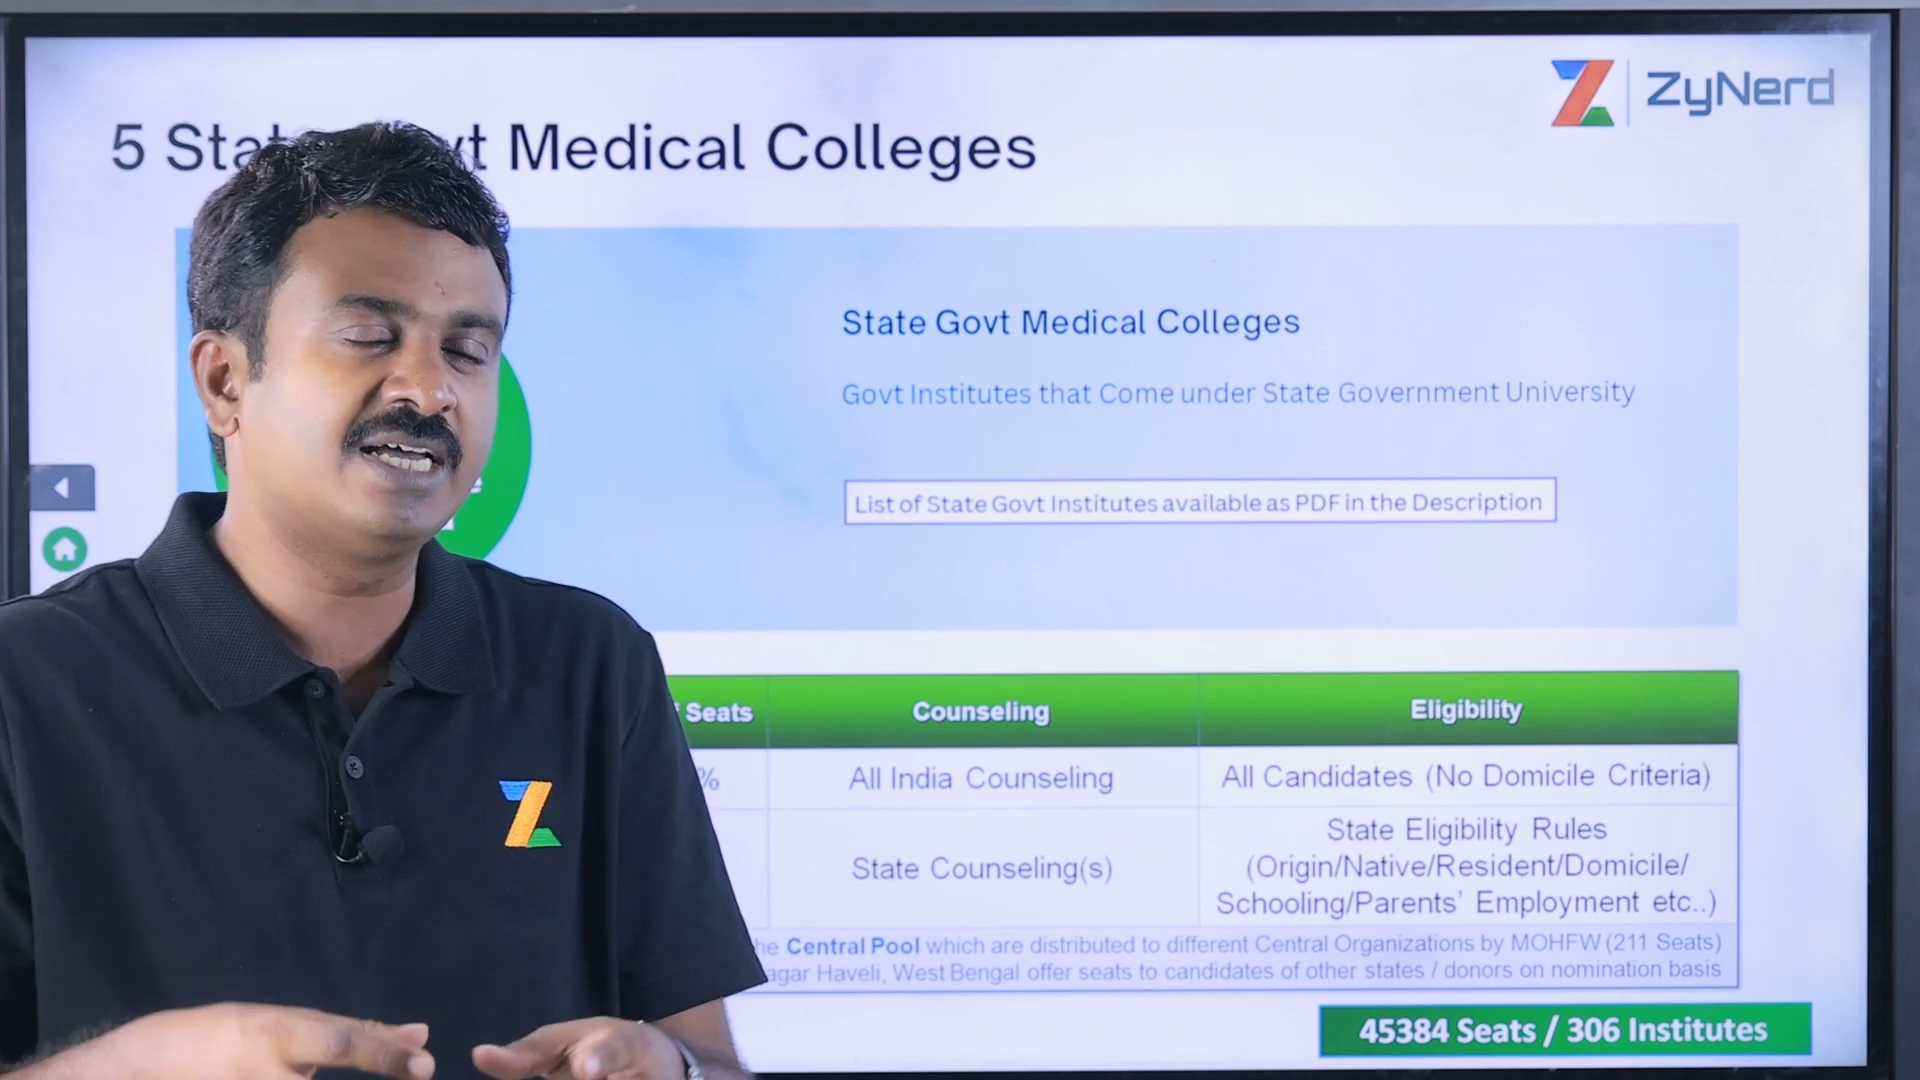 ZyNerd
5 Medical Colleges
State Govt Medical Colleges
Govt Institutes that Come under State Government University
List of State Govt Institutes available as PDF in the Description
Seats Counseling Eligibility
% All India Counseling All Candidates (No Domicile Criteria)
State Counseling(s) State Eligibility Rules
(Origin/Native/Resident/Domicile/
Schooling/Parents' Employment etc..)
Central Pool which are distributed to different Central Organizations by MOHFW (211 Seats)
Haveli, West Bengal offer seats to candidates of other states / donors on nomination basis
45384 Seats / 306 Institutes